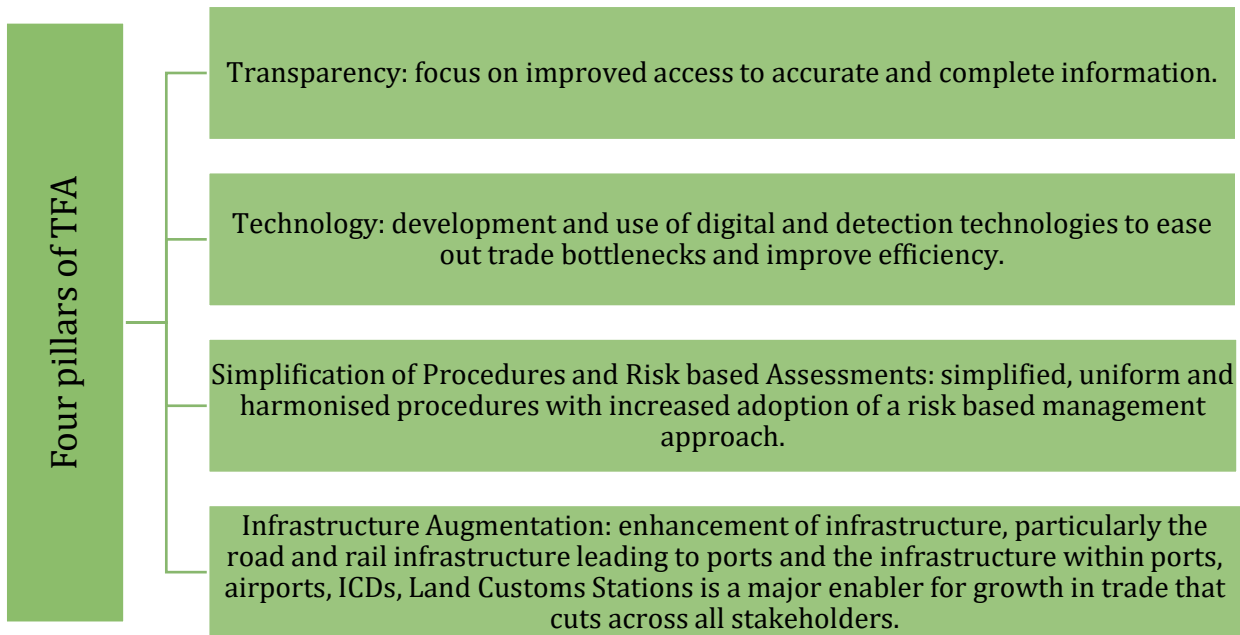 Four pillars of TFA
Transparency: focus on improved access to accurate and complete information.
Technology: development and use of digital and detection technologies to ease
out trade bottlenecks and improve efficiency.
Simplification of Procedures and Risk based Assessments: simplified, uniform and
harmonised procedures with increased adoption of a risk based management
approach.
Infrastructure Augmentation: enhancement of infrastructure, particularly the
road and rail infrastructure leading to ports and the infrastructure within ports,
airports, ICDs, Land Customs Stations is a major enabler for growth in trade that
cuts across all stakeholders.